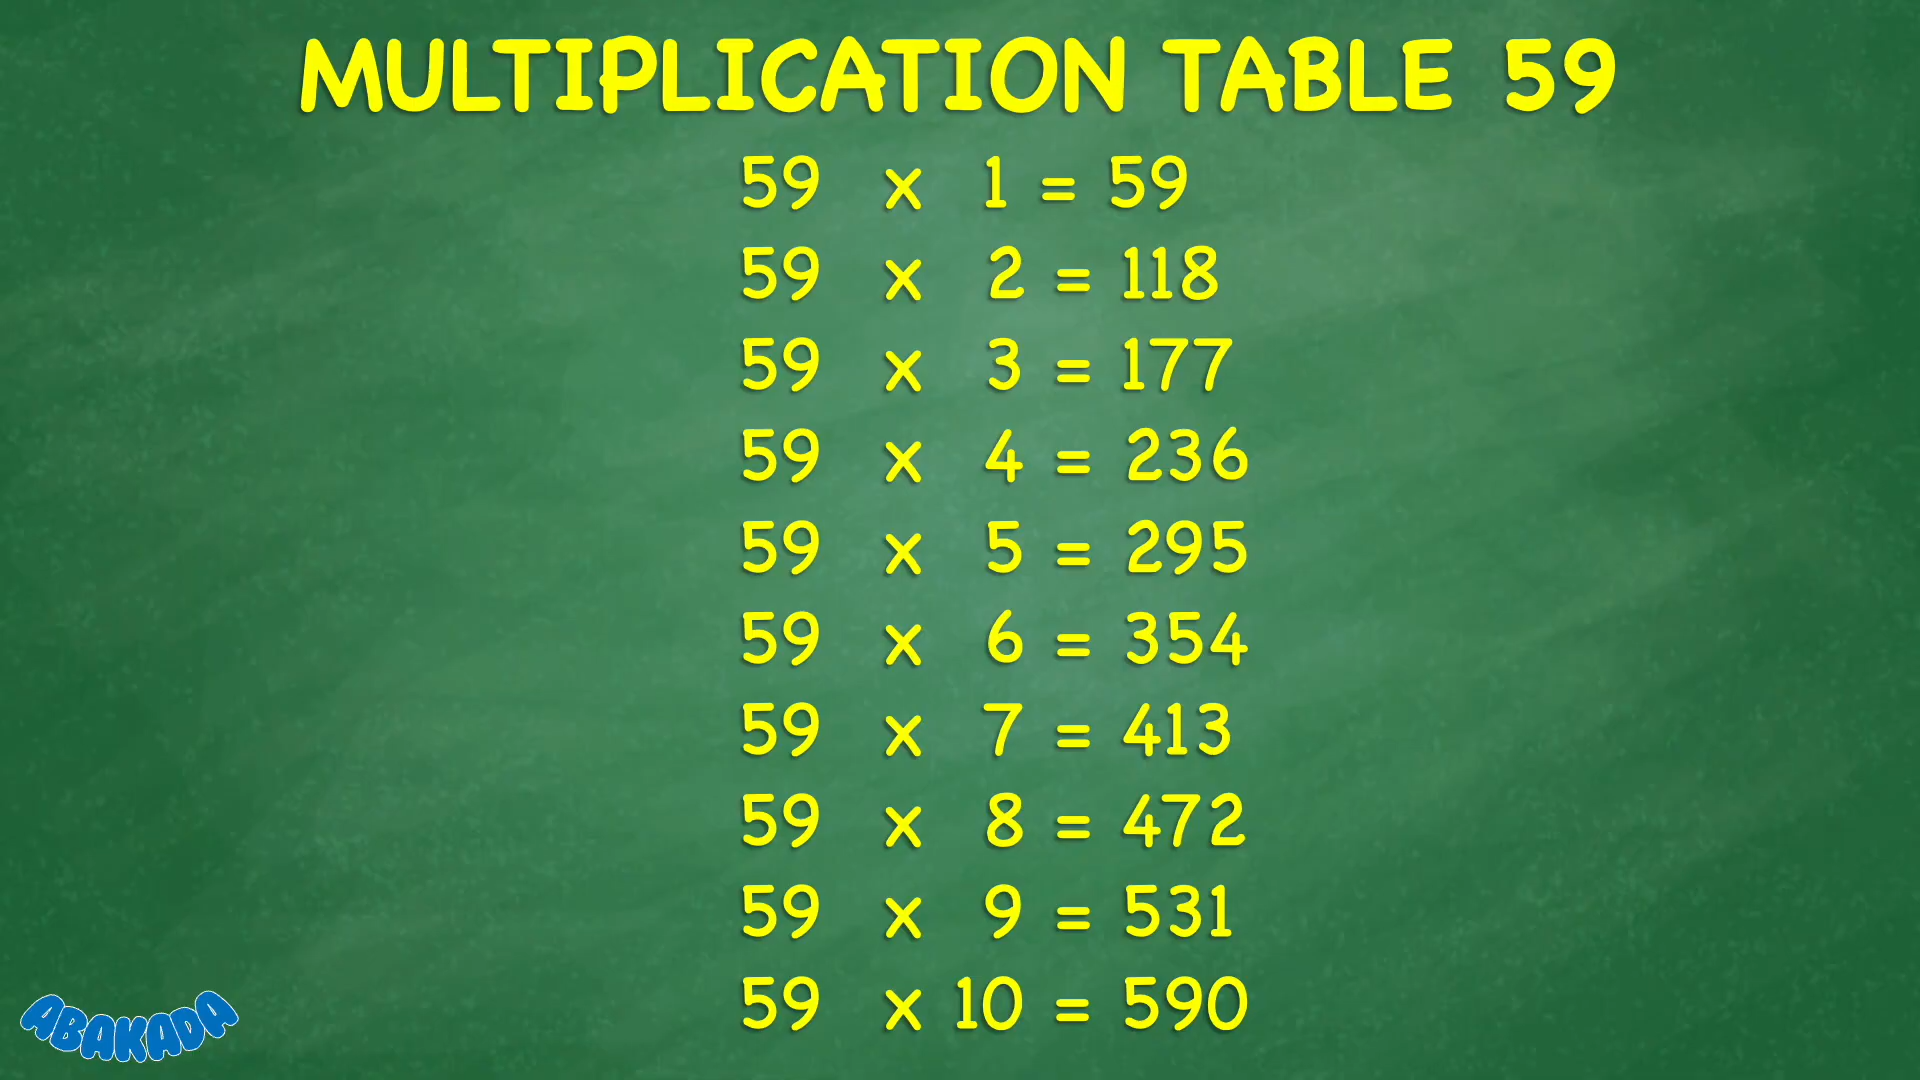 MULTIPLICATION TABLE 59
59 x 1 = 59
59 x 2 = 118
59 x 3 = 177
59 x 4 = 236
59 x 5 = 295
59 x 6 = 354
59 x 7 = 413
59 x 8 = 472
59 x 9 = 531
59 x 10 = 590
ABAKADA